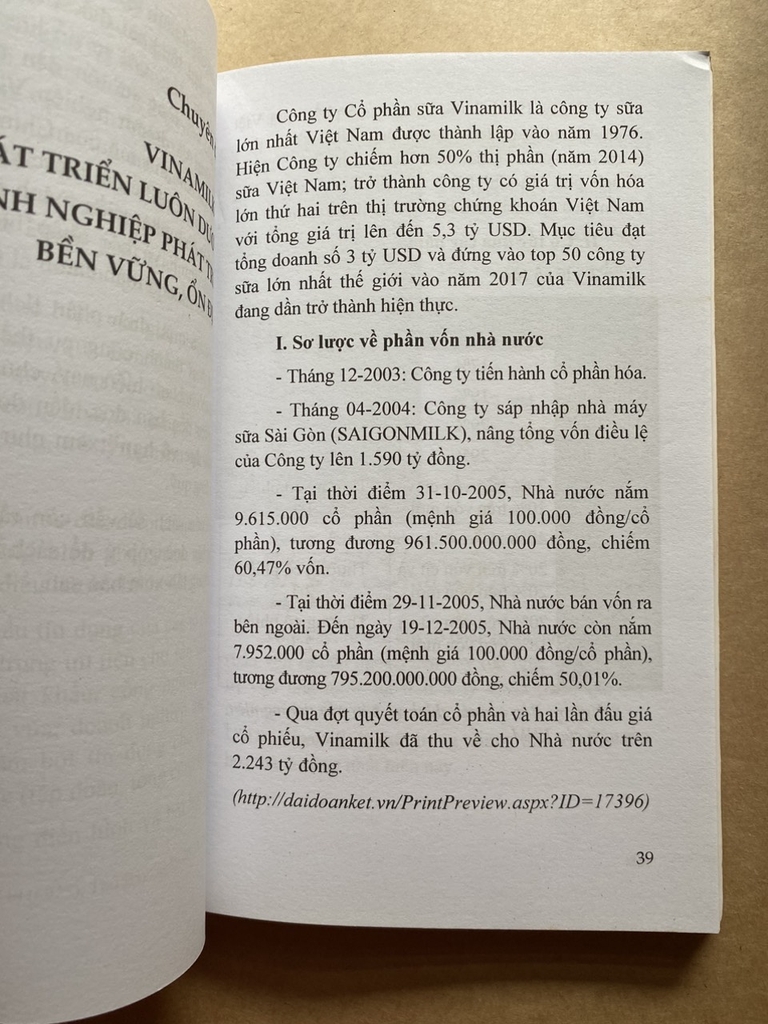 Chuyên
VINAMILK
ÁT TRIỂN LUÔN
NH NGHIỆP PHÁT
BỀN VỮNG, ỔN
Công ty Cổ phần sữa Vinamilk là công ty sữa
lớn nhất Việt Nam được thành lập vào năm 1976.
Hiện Công ty chiếm hơn 50% thị phần (năm 2014)
sữa Việt Nam; trở thành công ty có giá trị vốn hóa
lớn thứ hai trên thị trường chứng khoán Việt Nam
với tổng giá trị lên đến 5,3 tỷ USD. Mục tiêu đạt
tổng doanh số 3 tỷ USD và đứng vào top 50 công ty
sữa lớn nhất thế giới vào năm 2017 của Vinamilk
đang dần trở thành hiện thực.
I. Sơ lược về phần vốn nhà nước
- Tháng 12-2003: Công ty tiến hành cổ phần hóa.
- Tháng 04-2004: Công ty sáp nhập nhà máy
sữa Sài Gòn (SAIGONMILK), nâng tổng vốn điều lệ
của Công ty lên 1.590 tỷ đồng.
- Tại thời điểm 31-10-2005, Nhà nước nắm
9.615.000 cổ phần (mệnh giá 100.000 đồng/cổ
phần), tương đương 961.500.000.000 đồng, chiếm
60,47% vốn.
- Tại thời điểm 29-11-2005, Nhà nước bán vốn ra
bên ngoài. Đến ngày 19-12-2005, Nhà nước còn nắm
7.952.000 cổ phần (mệnh giá 100.000 đồng/cổ phần),
tương đương 795.200.000.000 đồng, chiếm 50,01%.
- Qua đợt quyết toán cổ phần và hai lần đấu giá
cổ phiếu, Vinamilk đã thu về cho Nhà nước trên
2.243 tỷ đồng.
(http://daidoanket.vn/PrintPreview.aspx?ID=17396)
39